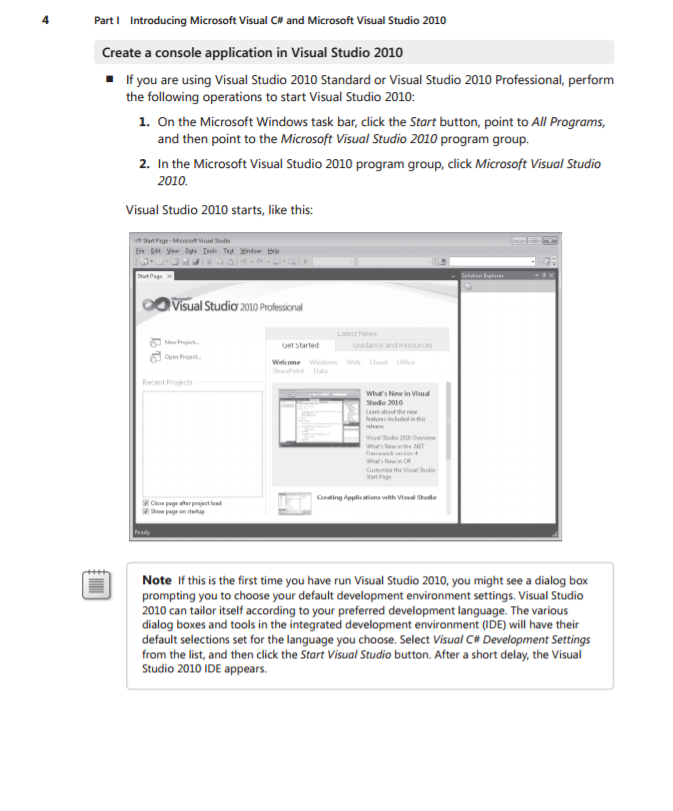 4
Part I Introducing Microsoft Visual C# and Microsoft Visual Studio 2010
Create a console application in Visual Studio 2010
■ If you are using Visual Studio 2010 Standard or Visual Studio 2010 Professional, perform
the following operations to start Visual Studio 2010:
1. On the Microsoft Windows task bar, click the Start button, point to All Programs,
and then point to the Microsoft Visual Studio 2010 program group.
2. In the Microsoft Visual Studio 2010 program group, click Microsoft Visual Studio
2010.
Visual Studio 2010 starts, like this:
Start Page - Microsoft Visual Studio
File Edit View Data Tools Test Window Help
Start Page
Solution Explorer
Microsoft
Visual Studio 2010 Professional
New Project...
Open Project...
Recent Projects
Close page after project load
Show page on startup
Latest News
Get Started
Guidance and Resources
Welcome Windows Web Cloud Office
SharePoint Data
What's New in Visual
Studio 2010
Learn about the new
features included in this
release.
Visual Studio 2010 Overview
What's New in the .NET
Framework version 4
What's New in C#
Customize the Visual Studio
Start Page
Creating Applications with Visual Studio
Ready
Note If this is the first time you have run Visual Studio 2010, you might see a dialog box
prompting you to choose your default development environment settings. Visual Studio
2010 can tailor itself according to your preferred development language. The various
dialog boxes and tools in the integrated development environment (IDE) will have their
default selections set for the language you choose. Select Visual C# Development Settings
from the list, and then click the Start Visual Studio button. After a short delay, the Visual
Studio 2010 IDE appears.